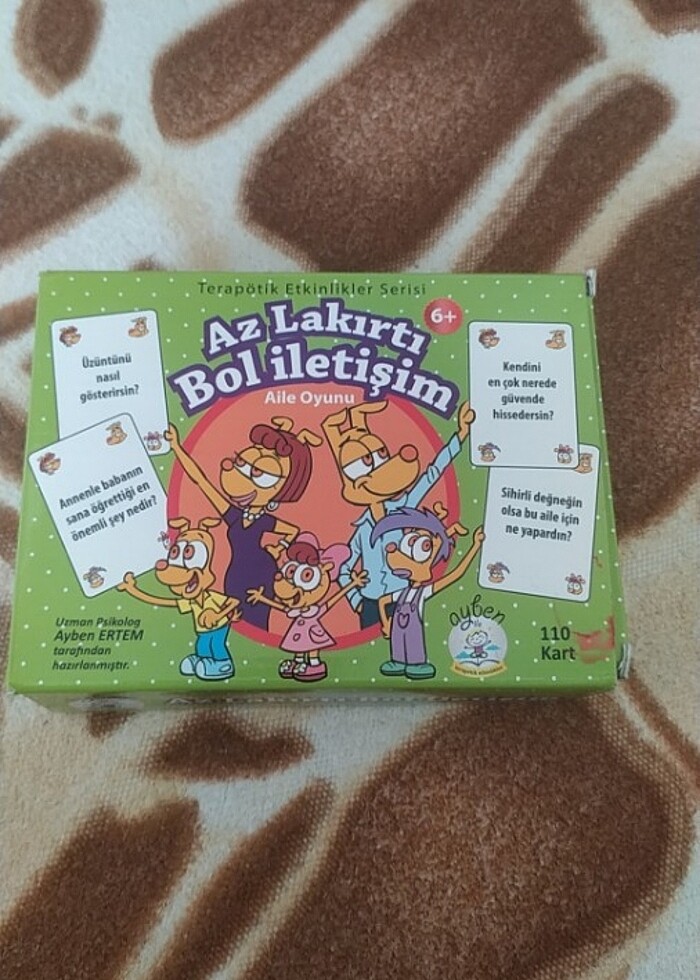 Terapötik Etkinlikler Serisi
Az Lakırtı
6+
Bol iletişim
Aile Oyunu
Üzüntünü
nasıl
gösterirsin?
Annenle babanın
sana öğrettiği en
önemli şey nedir?
Kendini
en çok nerede
güvende
hissedersin?
Sihirli değneğin
olsa bu aile için
ne yapardın?
Uzman Psikolog
Ayben ERTEM
tarafından
hazırlanmıştır.
ayben
ile
110
Kart